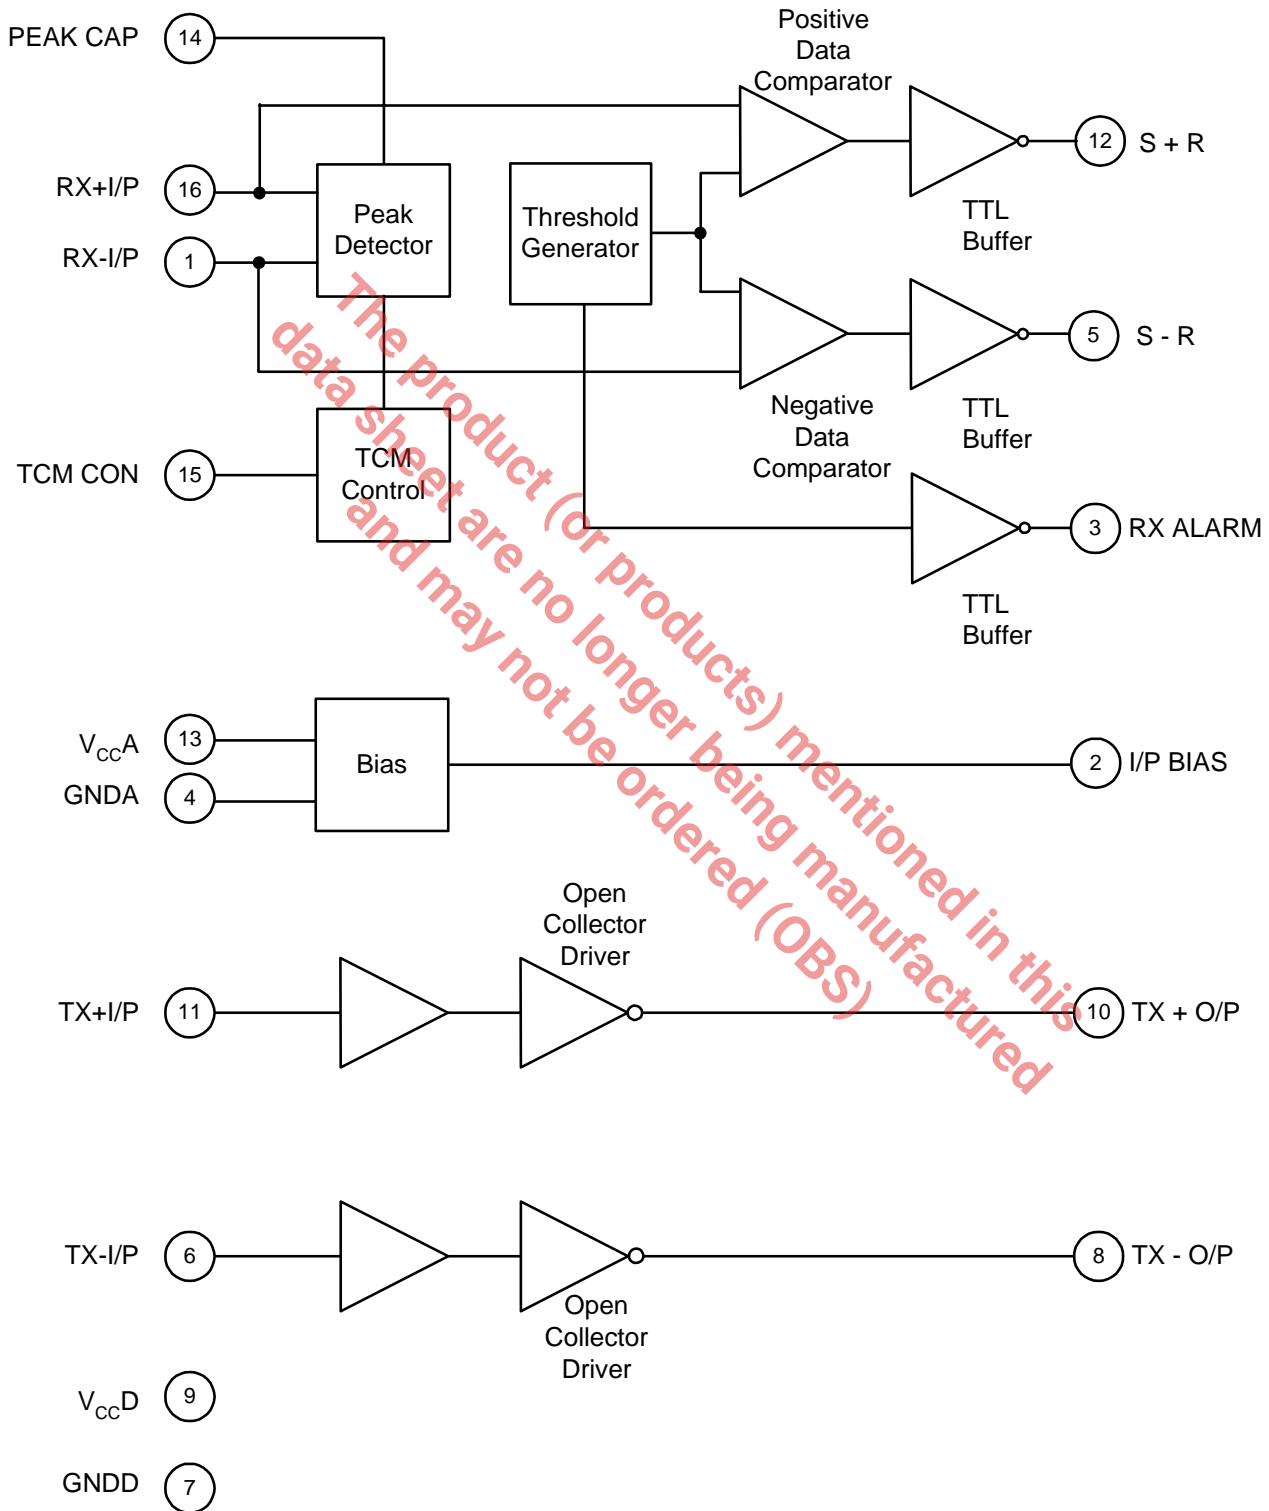 PEAK CAP 14
Positive
Data
Comparator
RX+I/P 16
Peak
Detector
Threshold
Generator
12 S + R
TTL
Buffer
RX-I/P 1
5 S - R
TTL
Buffer
Negative
Data
Comparator
TCM CON 15
TCM
Control
3 RX ALARM
TTL
Buffer
VCCA 13
GNDA 4
Bias
2 I/P BIAS
Open
Collector
Driver
TX+I/P 11
10 TX + O/P
TX-I/P 6
8 TX - O/P
Open
Collector
Driver
VCCD 9
GNDD 7
The product (or products) mentioned in this
data sheet are no longer being manufactured
and may not be ordered (OBS)